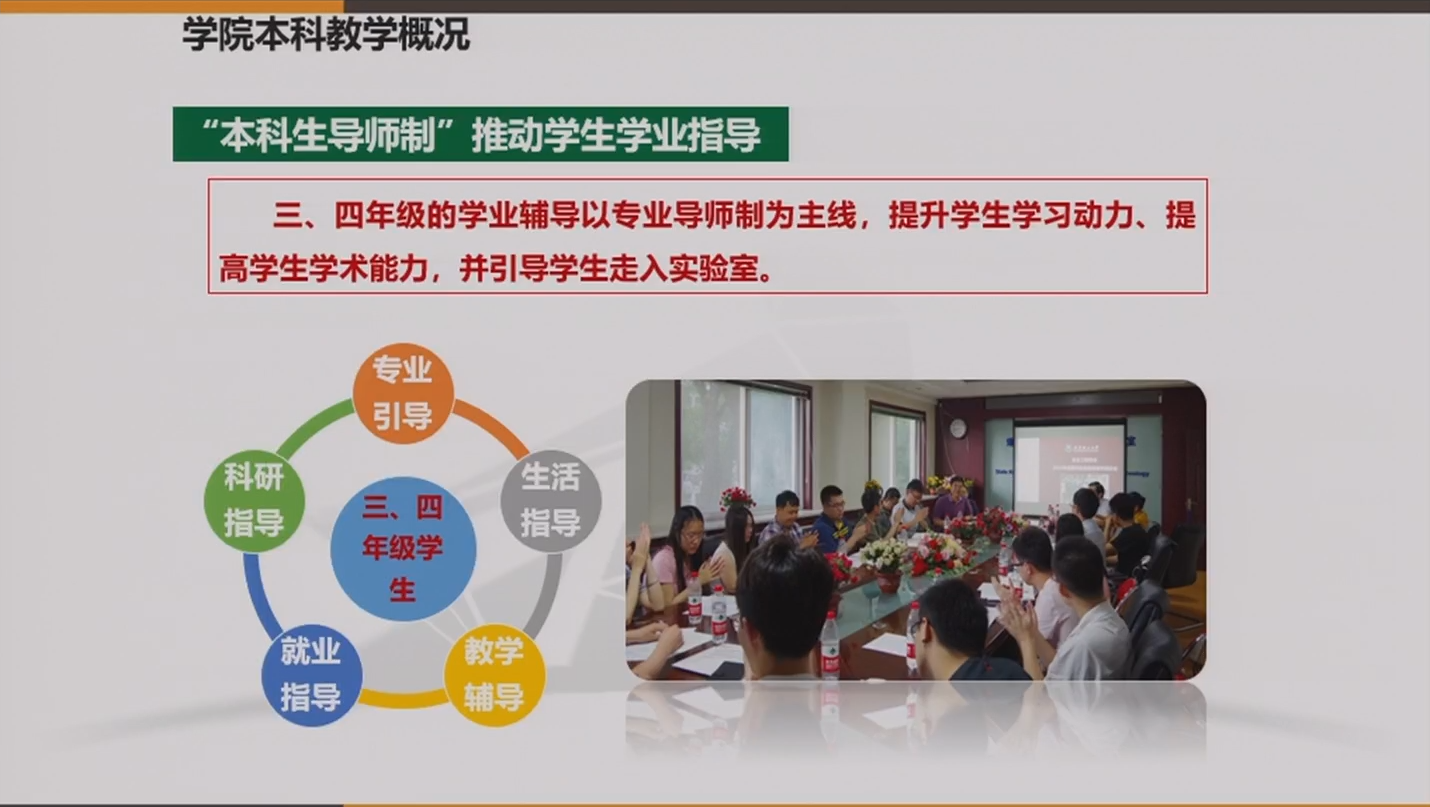 学院本科教学概况
“本科生导师制”推动学生学业指导
三、四年级的学业辅导以专业导师制为主线，提升学生学习动力、提
高学生学术能力，并引导学生走入实验室。
专业
引导
科研
指导
生活
指导
三、四
年级学
生
就业
指导
教学
辅导